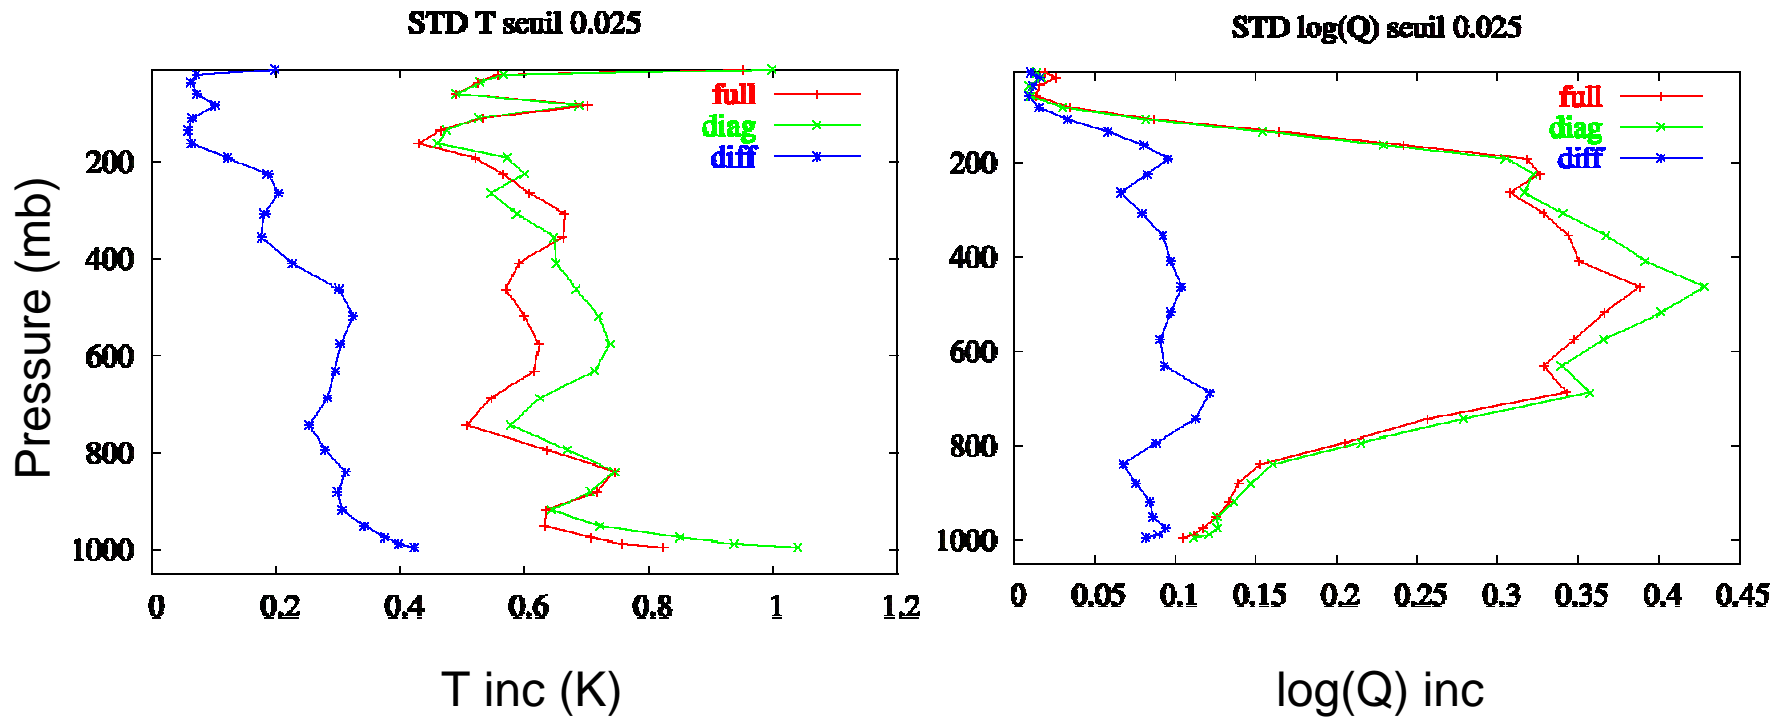 STD T seuil 0.025
full
diag
diff
200
400
600
800
1000
0 0.2 0.4 0.6 0.8 1 1.2
Pressure (mb)
T inc (K)
STD log(Q) seuil 0.025
full
diag
diff
200
400
600
800
1000
0 0.05 0.1 0.15 0.2 0.25 0.3 0.35 0.4 0.45
log(Q) inc